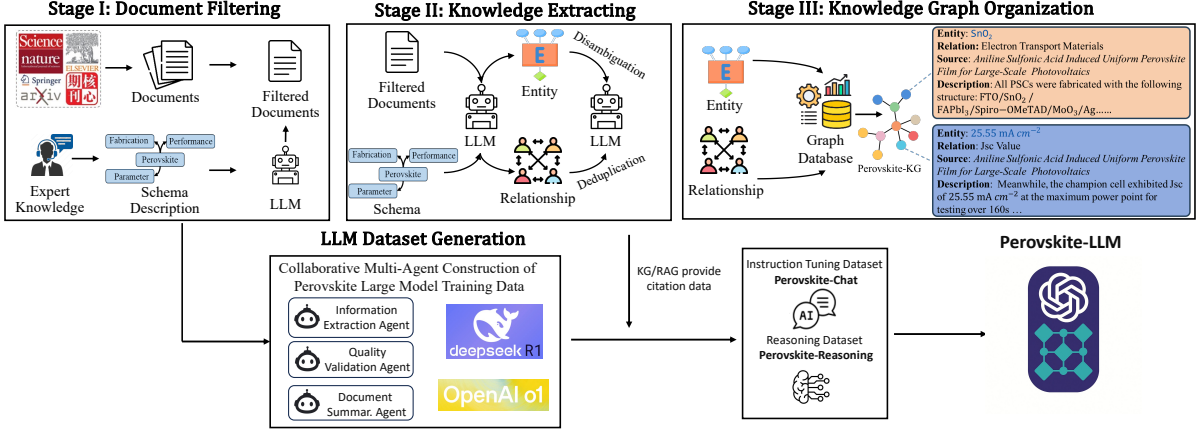 Stage I: Document Filtering
Science
nature
ELSEVIER
Springer
arXiv
期核
刊心
Documents
Filtered
Documents
Expert
Knowledge
Fabrication
Performance
Perovskite
Parameter
Schema
Description
LLM
Stage II: Knowledge Extracting
Filtered
Documents
Fabrication
Performance
Perovskite
Parameter
Schema
LLM
E
Entity
Relationship
Disambiguation
LLM
Deduplication
Stage III: Knowledge Graph Organization
E
Entity
Relationship
Graph
Database
Perovskite-KG
Entity: SnO₂
Relation: Electron Transport Materials
Source: Aniline Sulfonic Acid Induced Uniform Perovskite
Film for Large-Scale Photovoltaics
Description: All PSCs were fabricated with the following
structure: FTO/SnO₂ /
FAPbI₃/Spiro−OMeTAD/MoO₃/Ag......
Entity: 25.55 mA cm⁻²
Relation: Jsc Value
Source: Aniline Sulfonic Acid Induced Uniform Perovskite
Film for Large-Scale Photovoltaics
Description: Meanwhile, the champion cell exhibited Jsc
of 25.55 mA cm⁻² at the maximum power point for
testing over 160s ...
LLM Dataset Generation
Collaborative Multi-Agent Construction of
Perovskite Large Model Training Data
Information
Extraction Agent
Quality
Validation Agent
Document
Summar. Agent
deepseek R1
OpenAI o1
KG/RAG provide
citation data
Instruction Tuning Dataset
Perovskite-Chat
AI
Reasoning Dataset
Perovskite-Reasoning
Perovskite-LLM